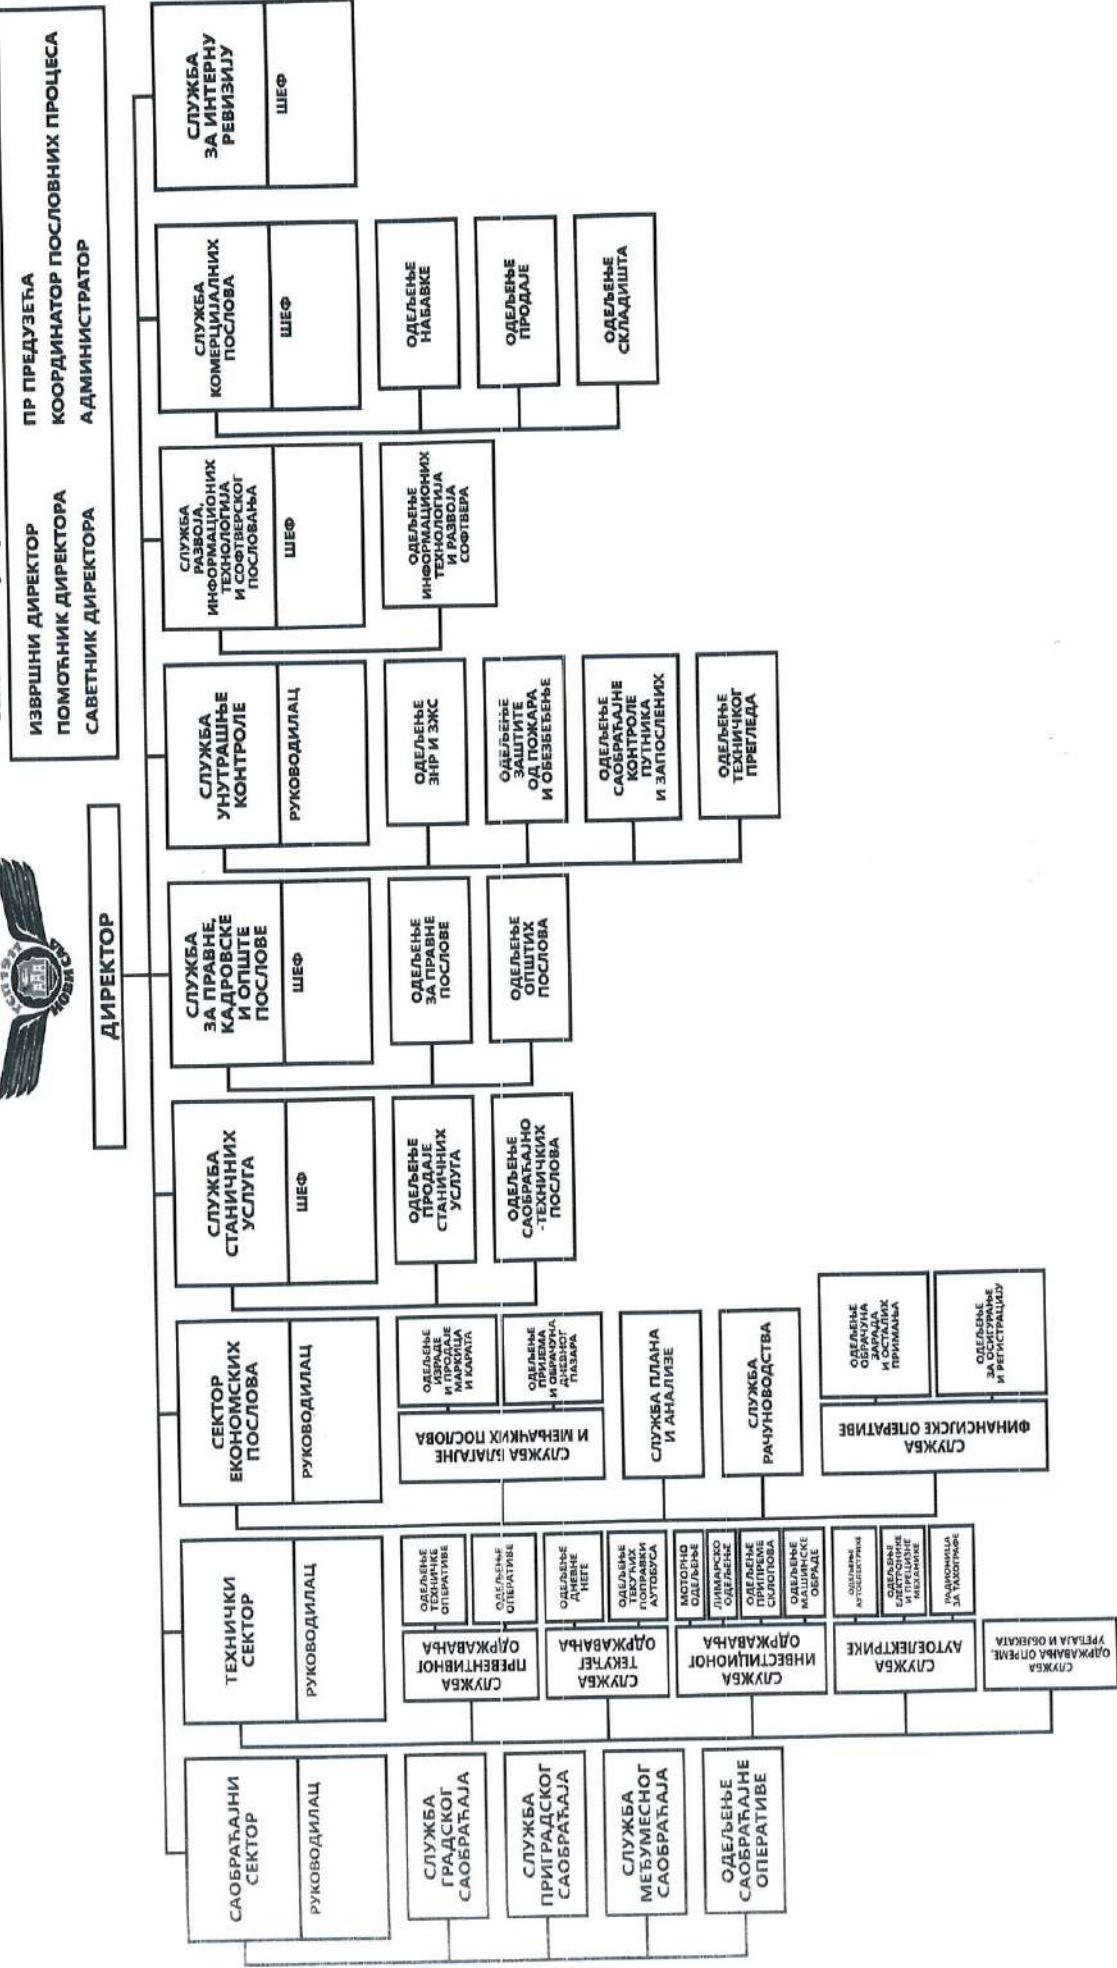 ИЗВРШНИ ДИРЕКТОР
ПОМОЋНИК ДИРЕКТОРА
САВЕТНИК ДИРЕКТОРА
ПР ПРЕДУЗЕЋА
КООРДИНАТОР ПОСЛОВНИХ ПРОЦЕСА
АДМИНИСТРАТОР
НОВИ САД
ДИРЕКТОР
САОБРАЋАЈНИ
СЕКТОР
РУКОВОДИЛАЦ
СЛУЖБА
ГРАДСКОГ
САОБРАЋАЈА
СЛУЖБА
ПРИГРАДСКОГ
САОБРАЋАЈА
СЛУЖБА
МЕЂУМЕСНОГ
САОБРАЋАЈА
ОДЕЉЕЊЕ
САОБРАЋАЈНЕ
ОПЕРАТИВЕ
ТЕХНИЧКИ
СЕКТОР
РУКОВОДИЛАЦ
СЛУЖБА
ПРЕВЕНТИВНОГ
ОДРЖАВАЊА
ОДЕЉЕЊЕ
ТЕХНИЧКЕ
ОПЕРАТИВЕ
ОДЕЉЕЊЕ
ОПЕРАТИВЕ
СЛУЖБА
ТЕКУЋЕГ
ОДРЖАВАЊА
ОДЕЉЕЊЕ
ДНЕВНЕ
НЕГЕ
ОДЕЉЕЊЕ
ТЕКУЋИХ
ПОПРАВКИ
АУТОБУСА
СЛУЖБА
ИНВЕСТИЦИОНОГ
ОДРЖАВАЊА
МОТОРНО
ОДЕЉЕЊЕ
ЛИМАРСКО
ОДЕЉЕЊЕ
ОДЕЉЕЊЕ
ПРИПРЕМЕ
СКЛОПОВА
ОДЕЉЕЊЕ
МАШИНСКЕ
ОБРАДЕ
СЛУЖБА
АУТОЕЛЕКТРИКЕ
ОДЕЉЕЊЕ
АУТОЕЛЕКТРИКЕ
ОДЕЉЕЊЕ
ЕЛЕКТРОНИКЕ
И ПРЕЦИЗНЕ
МЕХАНИКЕ
РАДИОНИЦА
ЗА ТАХОГРАФЕ
СЛУЖБА
ОДРЖАВАЊА ОПРЕМЕ,
УРЕЂАЈА И ОБЈЕКАТА
СЕКТОР
ЕКОНОМСКИХ
ПОСЛОВА
РУКОВОДИЛАЦ
СЛУЖБА БЛАГАЈНЕ
И МЕЊАЧКИХ ПОСЛОВА
ОДЕЉЕЊЕ
ИЗРАДЕ
И ПРОДАЈЕ
МАРКИЦА
И КАРАТА
ОДЕЉЕЊЕ
ПРИЈЕМА
И ОБРАЧУНА
ДНЕВНОГ
ПАЗАРА
СЛУЖБА ПЛАНА
И АНАЛИЗЕ
СЛУЖБА
РАЧУНОВОДСТВА
СЛУЖБА
ФИНАНСИЈСКЕ ОПЕРАТИВЕ
ОДЕЉЕЊЕ
ОБРАЧУНА
ЗАРАДА
И ОСТАЛИХ
ПРИМАЊА
ОДЕЉЕЊЕ
ЗА ОСИГУРАЊЕ
И РЕГИСТРАЦИЈУ
СЛУЖБА
СТАНИЧНИХ
УСЛУГА
ШЕФ
ОДЕЉЕЊЕ
ПРОДАЈЕ
СТАНИЧНИХ
УСЛУГА
ОДЕЉЕЊЕ
САОБРАЋАЈНО
-ТЕХНИЧКИХ
ПОСЛОВА
СЛУЖБА
ЗА ПРАВНЕ,
КАДРОВСКЕ
И ОПШТЕ
ПОСЛОВЕ
ШЕФ
ОДЕЉЕЊЕ
ЗА ПРАВНЕ
ПОСЛОВЕ
ОДЕЉЕЊЕ
ОПШТИХ
ПОСЛОВА
СЛУЖБА
УНУТРАШЊЕ
КОНТРОЛЕ
РУКОВОДИЛАЦ
ОДЕЉЕЊЕ
ЗНР И ЗЖС
ОДЕЉЕЊЕ
ЗАШТИТЕ
ОД ПОЖАРА
И ОБЕЗБЕЂЕЊЕ
ОДЕЉЕЊЕ
САОБРАЋАЈНЕ
КОНТРОЛЕ
ПУТНИКА
И ЗАПОСЛЕНИХ
ОДЕЉЕЊЕ
ТЕХНИЧКОГ
ПРЕГЛЕДА
СЛУЖБА
РАЗВОЈА,
ИНФОРМАЦИОНИХ
ТЕХНОЛОГИЈА
И СОФТВЕРСКОГ
ПОСЛОВАЊА
ШЕФ
ОДЕЉЕЊЕ
ИНФОРМАЦИОНИХ
ТЕХНОЛОГИЈА
И РАЗВОЈА
СОФТВЕРА
СЛУЖБА
КОМЕРЦИЈАЛНИХ
ПОСЛОВА
ШЕФ
ОДЕЉЕЊЕ
НАБАВКЕ
ОДЕЉЕЊЕ
ПРОДАЈЕ
ОДЕЉЕЊЕ
СКЛАДИШТА
СЛУЖБА
ЗА ИНТЕРНУ
РЕВИЗИЈУ
ШЕФ